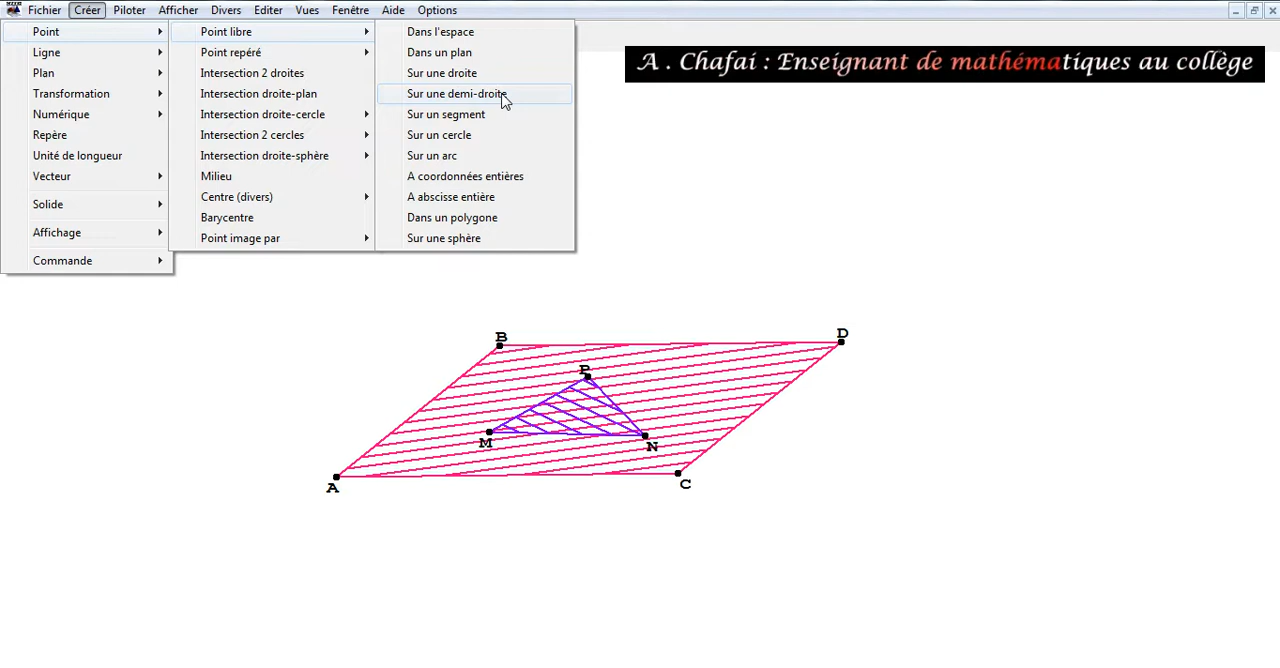 Fichier Créer Piloter Afficher Divers Editer Vues Fenêtre Aide Options
Point
Ligne
Plan
Transformation
Numérique
Repère
Unité de longueur
Vecteur
Solide
Affichage
Commande
Point libre
Point repéré
Intersection 2 droites
Intersection droite-plan
Intersection droite-cercle
Intersection 2 cercles
Intersection droite-sphère
Milieu
Centre (divers)
Barycentre
Point image par
Dans l'espace
Dans un plan
Sur une droite
Sur une demi-droite
Sur un segment
Sur un cercle
Sur un arc
A coordonnées entières
A abscisse entière
Dans un polygone
Sur une sphère
A . Chafai : Enseignant de mathématiques au collège
B
D
P
M
N
A
C